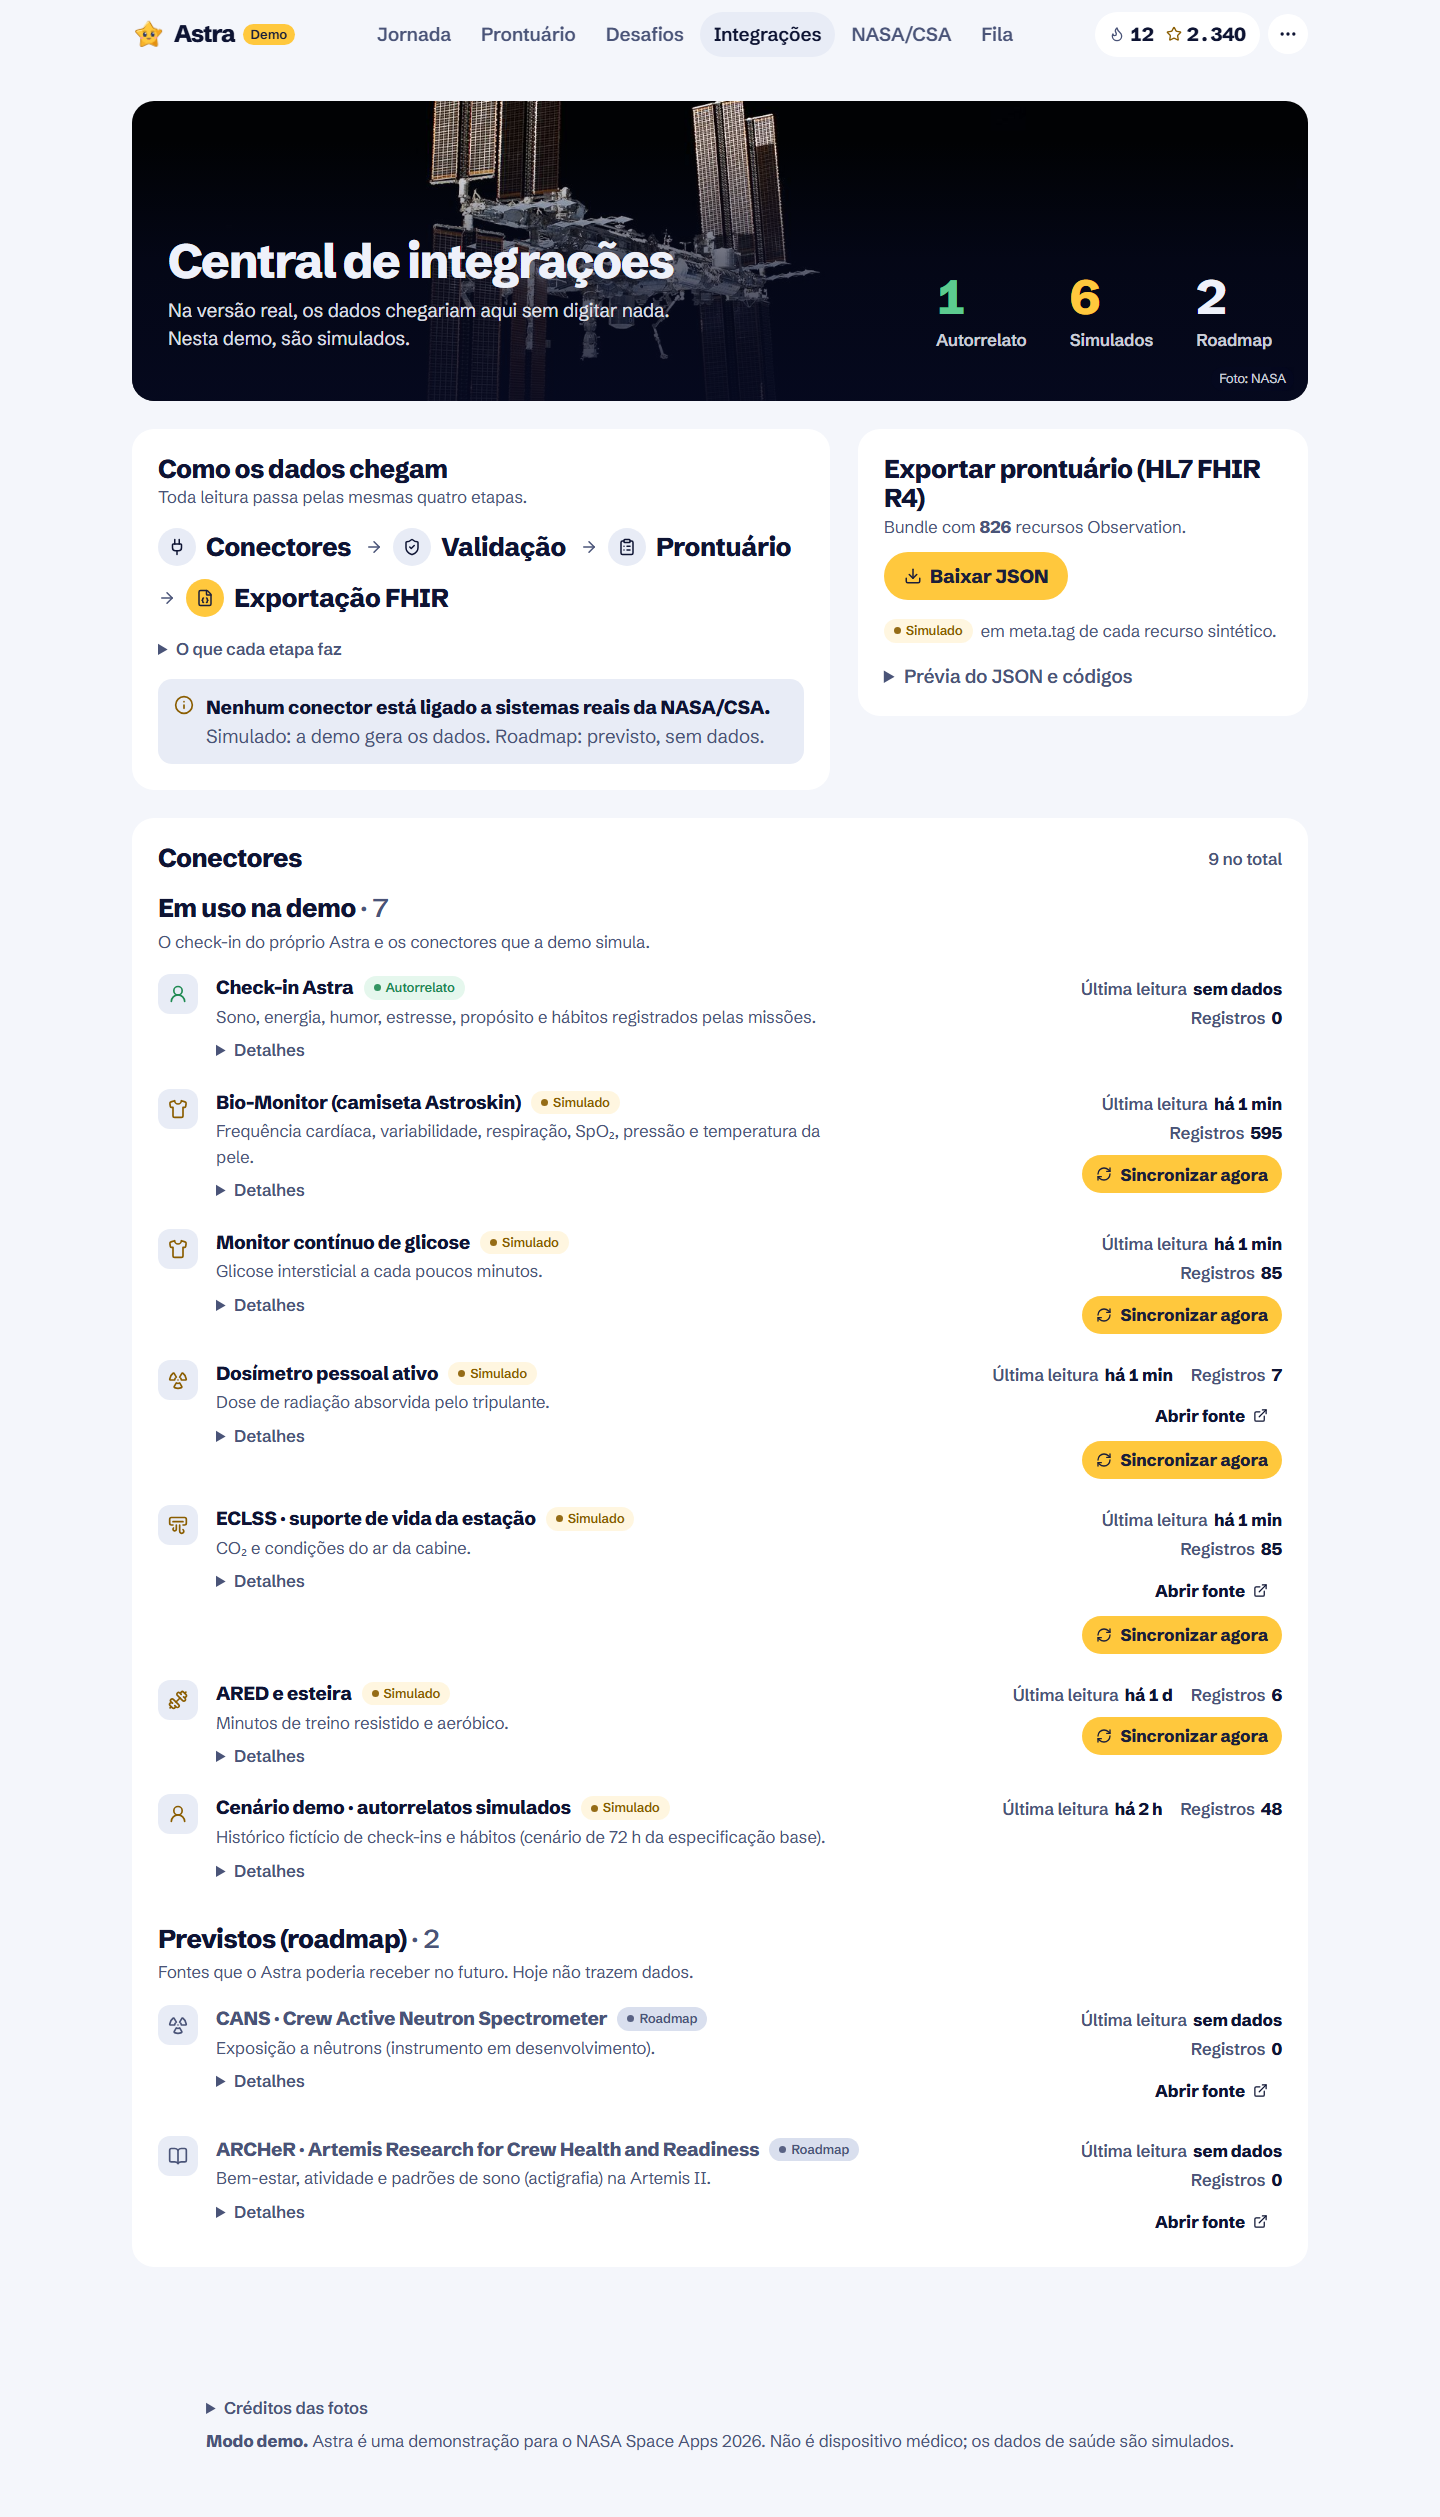 Astra Demo Jornada Prontuário Desafios Integrações NASA/CSA Fila 12 2.340
Central de integrações
Na versão real, os dados chegariam aqui sem digitar nada.
Nesta demo, são simulados.
1 Autorrelato
6 Simulados
2 Roadmap
Foto: NASA
Como os dados chegam
Toda leitura passa pelas mesmas quatro etapas.
Conectores → Validação → Prontuário
→ Exportação FHIR
O que cada etapa faz
Nenhum conector está ligado a sistemas reais da NASA/CSA.
Simulado: a demo gera os dados. Roadmap: previsto, sem dados.
Exportar prontuário (HL7 FHIR
R4)
Bundle com 826 recursos Observation.
Baixar JSON
Simulado em meta.tag de cada recurso sintético.
Prévia do JSON e códigos
Conectores
9 no total
Em uso na demo · 7
O check-in do próprio Astra e os conectores que a demo simula.
Check-in Astra Autorrelato
Sono, energia, humor, estresse, propósito e hábitos registrados pelas missões.
Detalhes
Última leitura sem dados
Registros 0
Bio-Monitor (camiseta Astroskin) Simulado
Frequência cardíaca, variabilidade, respiração, SpO₂, pressão e temperatura da
pele.
Detalhes
Última leitura há 1 min
Registros 595
Sincronizar agora
Monitor contínuo de glicose Simulado
Glicose intersticial a cada poucos minutos.
Detalhes
Última leitura há 1 min
Registros 85
Sincronizar agora
Dosímetro pessoal ativo Simulado
Dose de radiação absorvida pelo tripulante.
Detalhes
Última leitura há 1 min Registros 7
Abrir fonte
Sincronizar agora
ECLSS · suporte de vida da estação Simulado
CO₂ e condições do ar da cabine.
Detalhes
Última leitura há 1 min
Registros 85
Abrir fonte
Sincronizar agora
ARED e esteira Simulado
Minutos de treino resistido e aeróbico.
Detalhes
Última leitura há 1 d Registros 6
Sincronizar agora
Cenário demo · autorrelatos simulados Simulado
Histórico fictício de check-ins e hábitos (cenário de 72 h da especificação base).
Detalhes
Última leitura há 2 h Registros 48
Previstos (roadmap) · 2
Fontes que o Astra poderia receber no futuro. Hoje não trazem dados.
CANS · Crew Active Neutron Spectrometer Roadmap
Exposição a nêutrons (instrumento em desenvolvimento).
Detalhes
Última leitura sem dados
Registros 0
Abrir fonte
ARCHeR · Artemis Research for Crew Health and Readiness Roadmap
Bem-estar, atividade e padrões de sono (actigrafia) na Artemis II.
Detalhes
Última leitura sem dados
Registros 0
Abrir fonte
Créditos das fotos
Modo demo. Astra é uma demonstração para o NASA Space Apps 2026. Não é dispositivo médico; os dados de saúde são simulados.